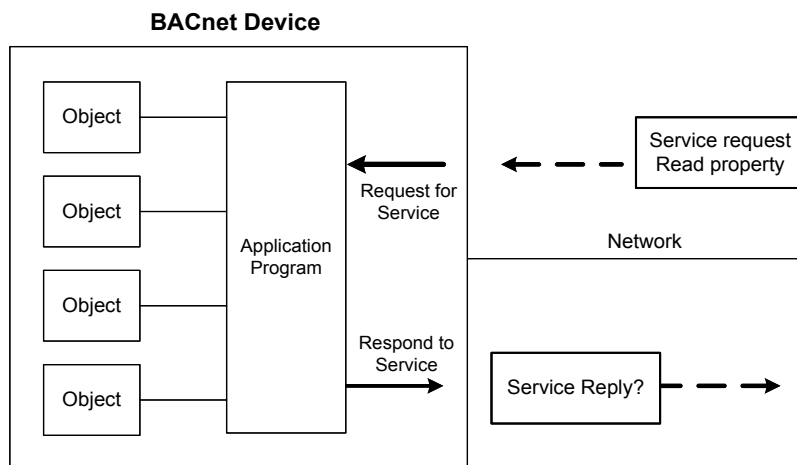 BACnet Device
Object
Object
Object
Object
Application
Program
Request for
Service
Respond to
Service
Service request
Read property
Network
Service Reply?